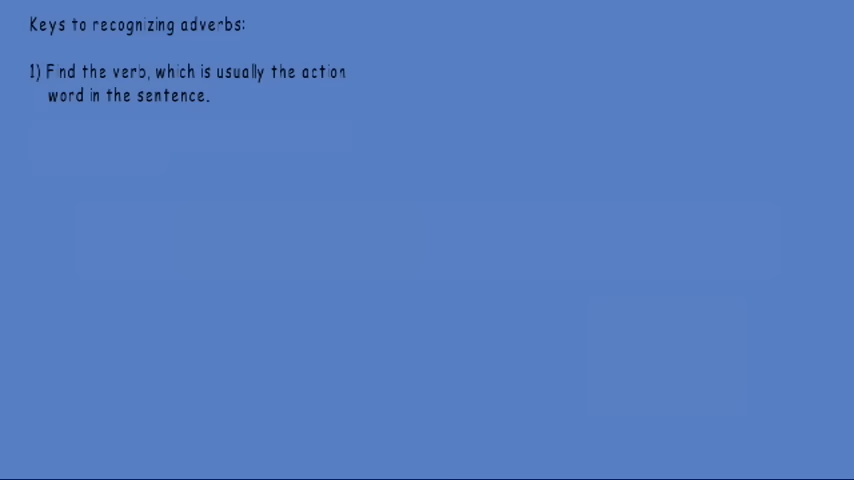 Keys to recognizing adverbs:
1) Find the verb, which is usually the action
word in the sentence.